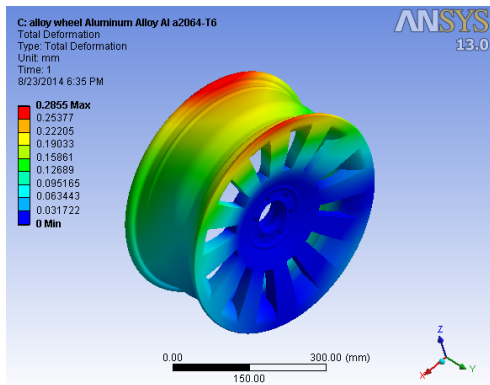 C: alloy wheel Aluminum Alloy Al a2064-T6
Total Deformation
Type: Total Deformation
Unit: mm
Time: 1
8/23/2014 6:35 PM
ANSYS
13.0
0.2855 Max
0.25377
0.22205
0.19033
0.15861
0.12689
0.095165
0.063443
0.031722
0 Min
0.00
300.00 (mm)
150.00
Z
Y
X